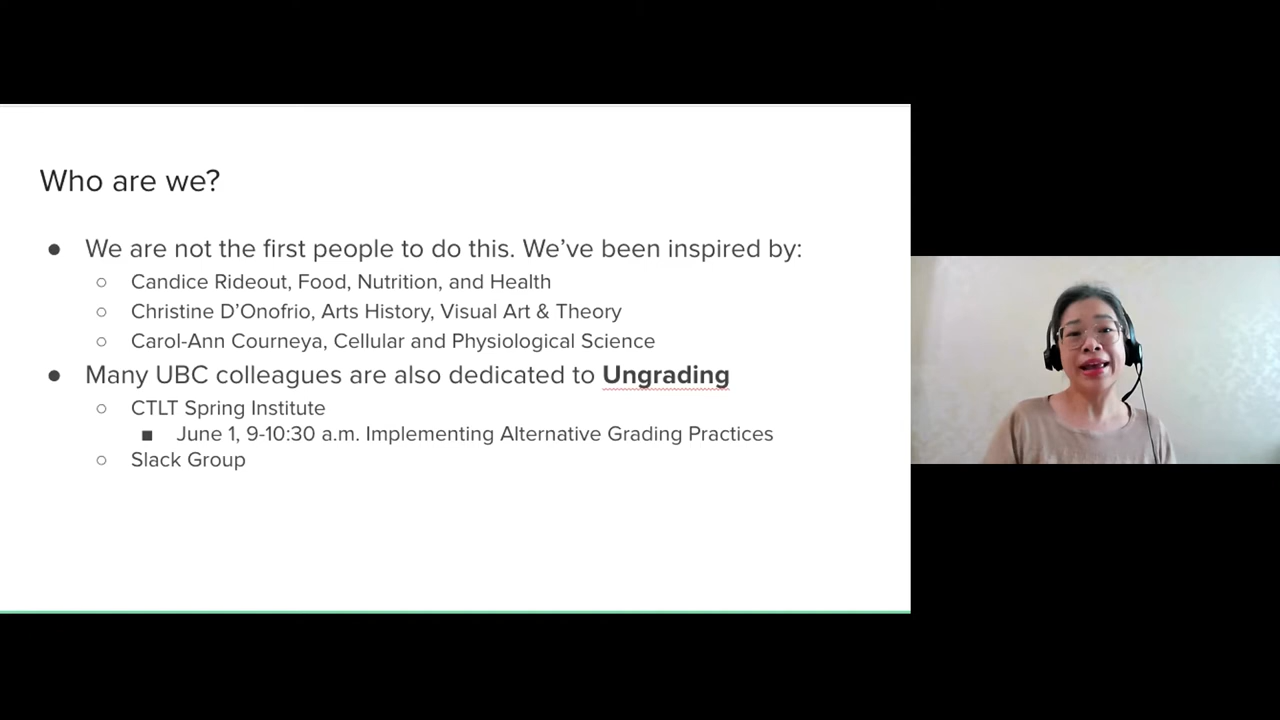 Who are we?
● We are not the first people to do this. We’ve been inspired by:
○ Candice Rideout, Food, Nutrition, and Health
○ Christine D’Onofrio, Arts History, Visual Art & Theory
○ Carol-Ann Courneya, Cellular and Physiological Science
● Many UBC colleagues are also dedicated to Ungrading
○ CTLT Spring Institute
■ June 1, 9-10:30 a.m. Implementing Alternative Grading Practices
○ Slack Group